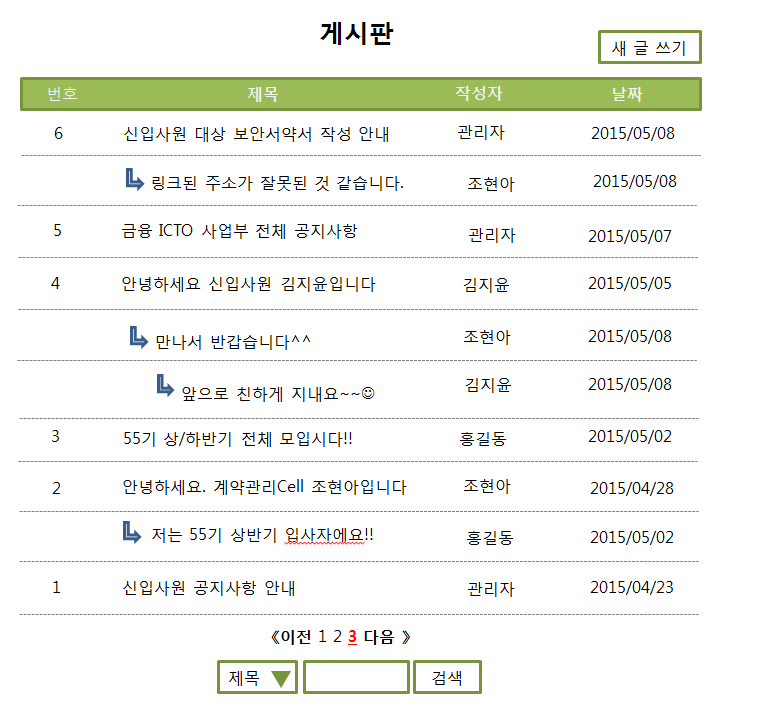 게시판
새 글 쓰기
번호 제목 작성자 날짜
6 신입사원 대상 보안서약서 작성 안내 관리자 2015/05/08
링크된 주소가 잘못된 것 같습니다. 조현아 2015/05/08
5 금융 ICTO 사업부 전체 공지사항 관리자 2015/05/07
4 안녕하세요 신입사원 김지윤입니다 김지윤 2015/05/05
만나서 반갑습니다^^ 조현아 2015/05/08
앞으로 친하게 지내요~~☺ 김지윤 2015/05/08
3 55기 상/하반기 전체 모입시다!! 홍길동 2015/05/02
2 안녕하세요. 계약관리Cell 조현아입니다 조현아 2015/04/28
저는 55기 상반기 입사자에요!! 홍길동 2015/05/02
1 신입사원 공지사항 안내 관리자 2015/04/23
《이전 1 2 3 다음 》
제목 ▼ 검색